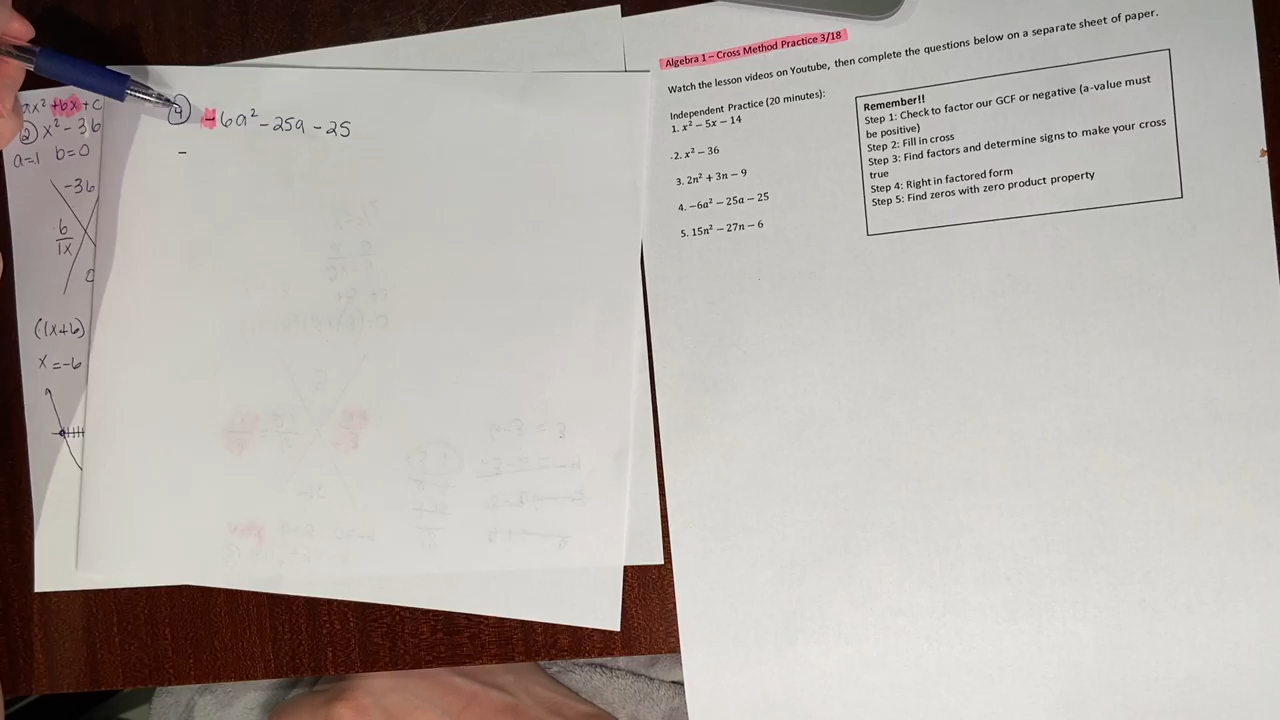 ax² + bx + c
② x² - 36
a=1 b=0
-36
6
1x
0
(1x+6)
x = -6
④ -6a² - 25a - 25
-
Algebra 1 – Cross Method Practice 3/18
Watch the lesson videos on Youtube, then complete the questions below on a separate sheet of paper.
Independent Practice (20 minutes):
1. x² − 5x − 14
2. x² − 36
3. 2n² + 3n − 9
4. −6a² − 25a − 25
5. 15n² − 27n − 6
Remember!!
Step 1: Check to factor our GCF or negative (a-value must
be positive)
Step 2: Fill in cross
Step 3: Find factors and determine signs to make your cross
true
Step 4: Right in factored form
Step 5: Find zeros with zero product property